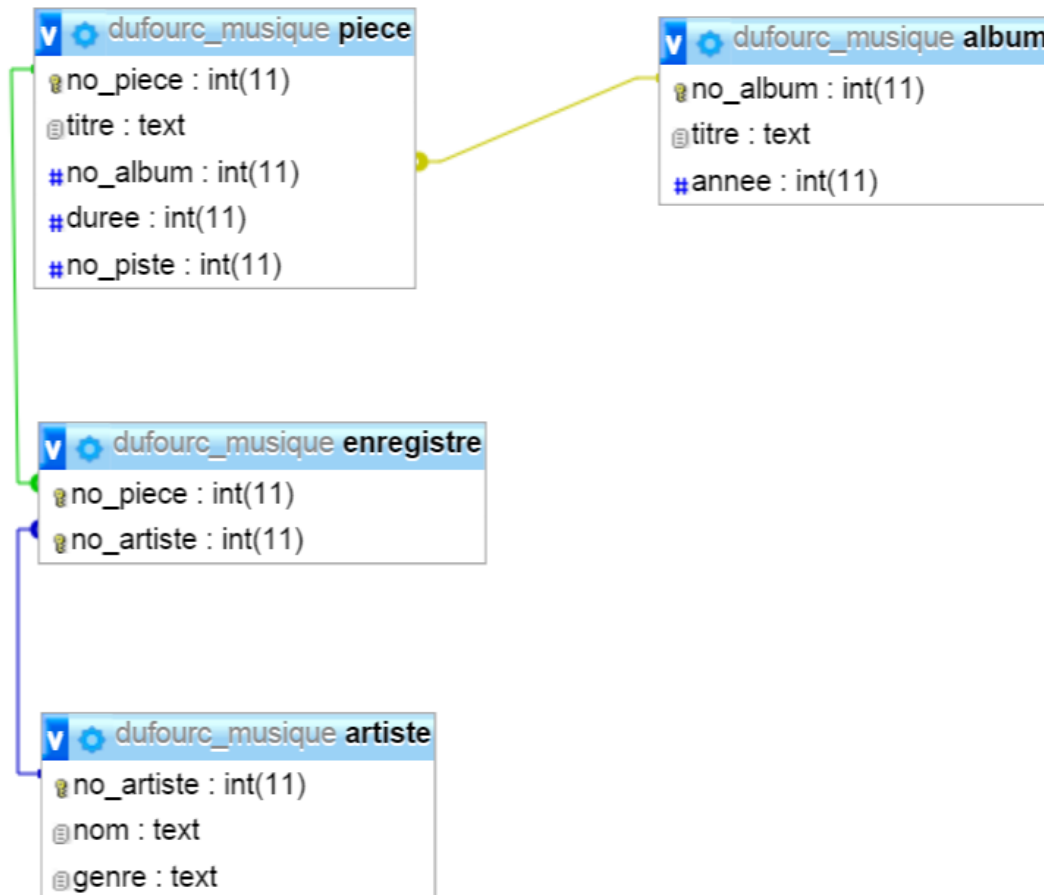 v dufourc_musique piece
no_piece : int(11)
titre : text
no_album : int(11)
duree : int(11)
no_piste : int(11)
v dufourc_musique album
no_album : int(11)
titre : text
annee : int(11)
v dufourc_musique enregistre
no_piece : int(11)
no_artiste : int(11)
v dufourc_musique artiste
no_artiste : int(11)
nom : text
genre : text